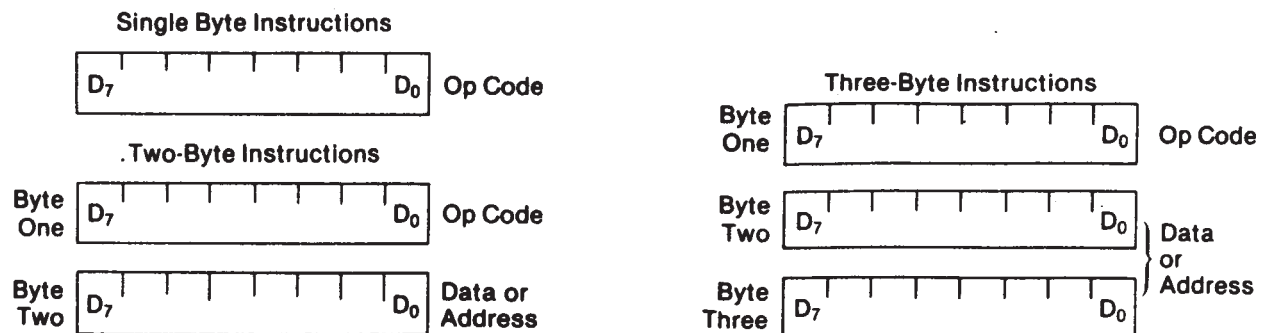 Single Byte Instructions
D₇ D₀ Op Code
.Two-Byte Instructions
Byte One D₇ D₀ Op Code
Byte Two D₇ D₀ Data or Address
Three-Byte Instructions
Byte One D₇ D₀ Op Code
Byte Two D₇ D₀
Byte Three D₇ D₀
Data or Address